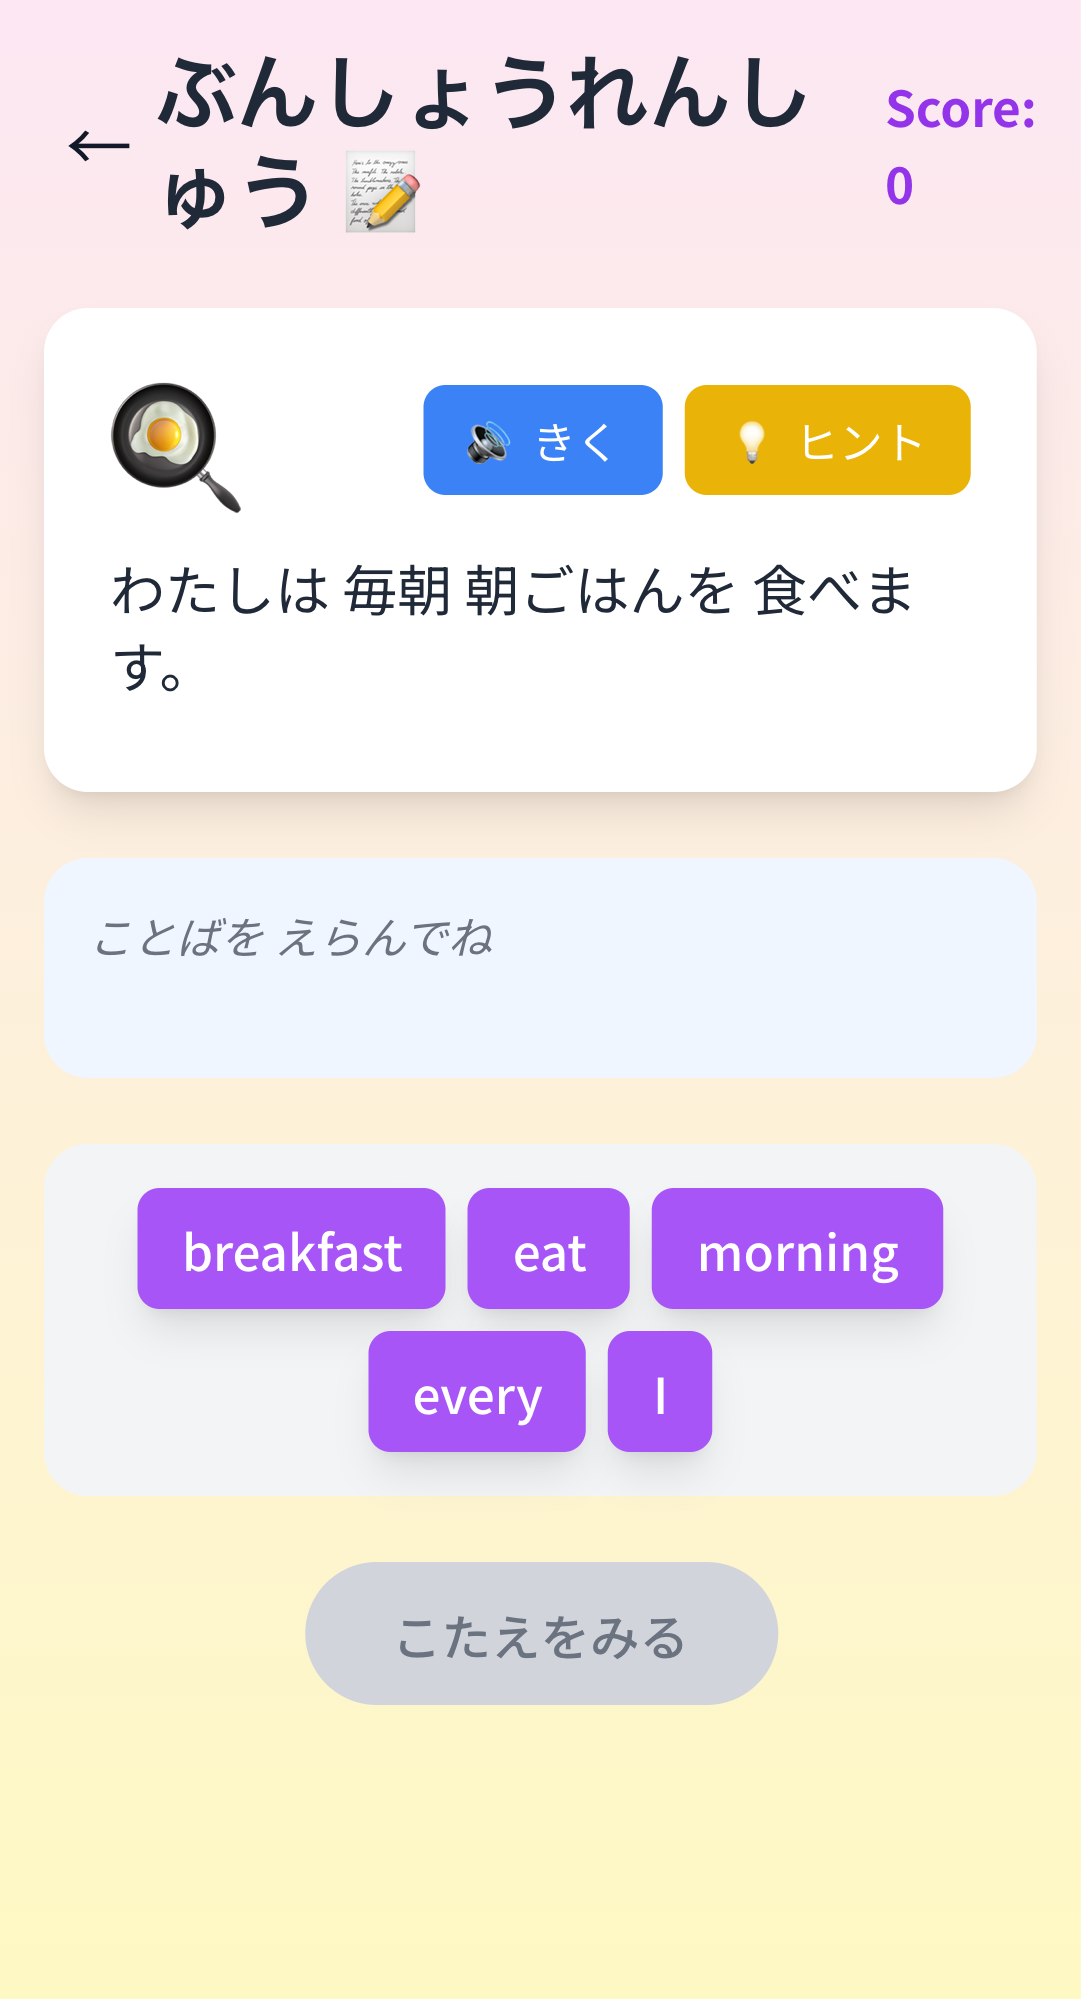 ← ぶんしょうれんし
ゅう
Score:
0
きく
ヒント
わたしは 毎朝 朝ごはんを 食べま
す。
ことばを えらんでね
breakfast
eat
morning
every
I
こたえをみる